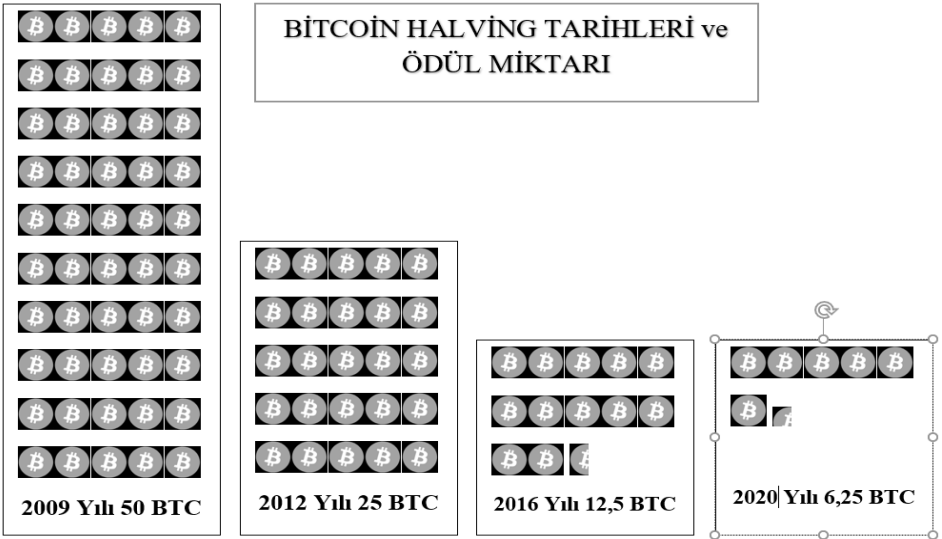 BİTCOİN HALVİNG TARİHLERİ ve
ÖDÜL MİKTARI
2009 Yılı 50 BTC
2012 Yılı 25 BTC
2016 Yılı 12,5 BTC
2020 Yılı 6,25 BTC